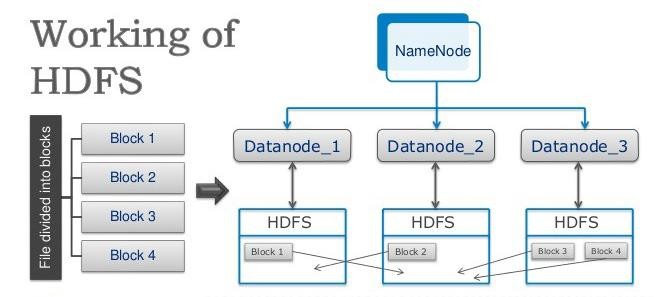 Working of
HDFS
File divided into blocks
Block 1
Block 2
Block 3
Block 4
NameNode
Datanode_1
Datanode_2
Datanode_3
HDFS
HDFS
HDFS
Block 1
Block 2
Block 3
Block 4